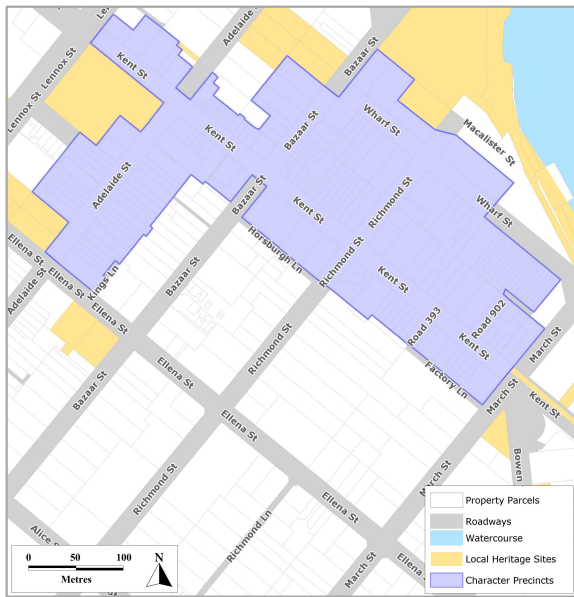 Lennox St
Adelaide St
Kent St
Lennox St
Bazaar St
Lennox St
Wharf St
Bazaar St
Kent St
Macalister St
Adelaide St
Bazaar St
Richmond St
Kent St
Wharf St
Ellena St
Horsburgh Ln
Richmond St
Adelaide St
Ellena St
Kings Ln
Bazaar St
Kent St
Ellena St
Road 393
Road 902
Kent St
March St
Richmond St
Factory Ln
March St
Kent St
Bazaar St
Ellena St
Ellena St
Bowen
Richmond St
March St
Ellena St
Richmond Ln
Alice S
March St
Ellena
Property Parcels
Roadways
Watercourse
Local Heritage Sites
Character Precincts
0 50 100
Metres
N